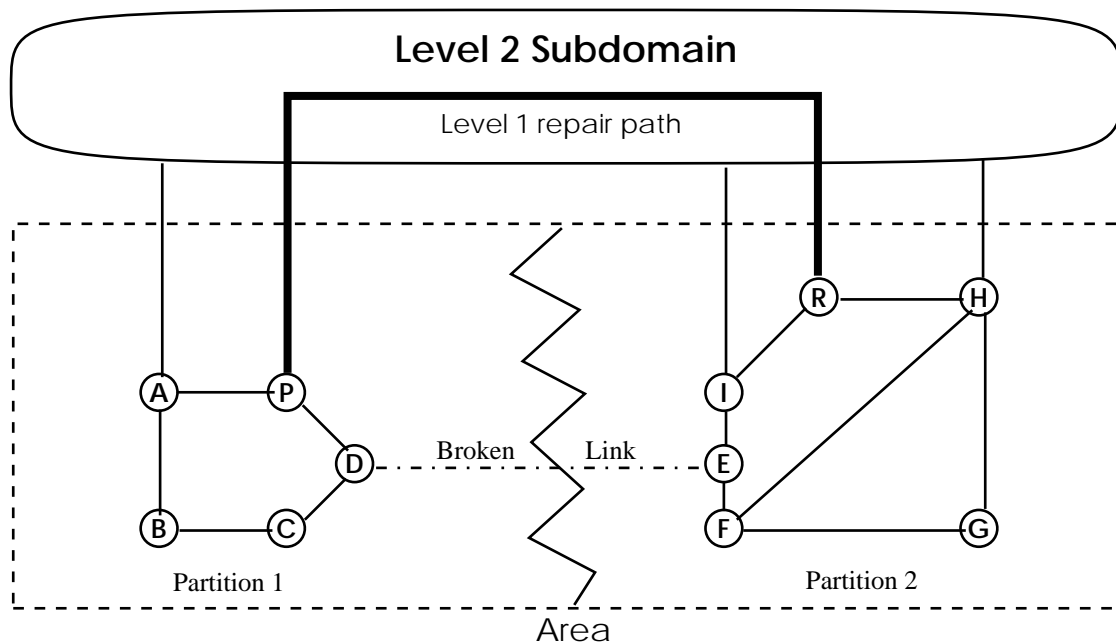 Level 2 Subdomain
Level 1 repair path
R
H
A
P
I
Broken
Link
D
E
B
C
F
G
Partition 1
Partition 2
Area